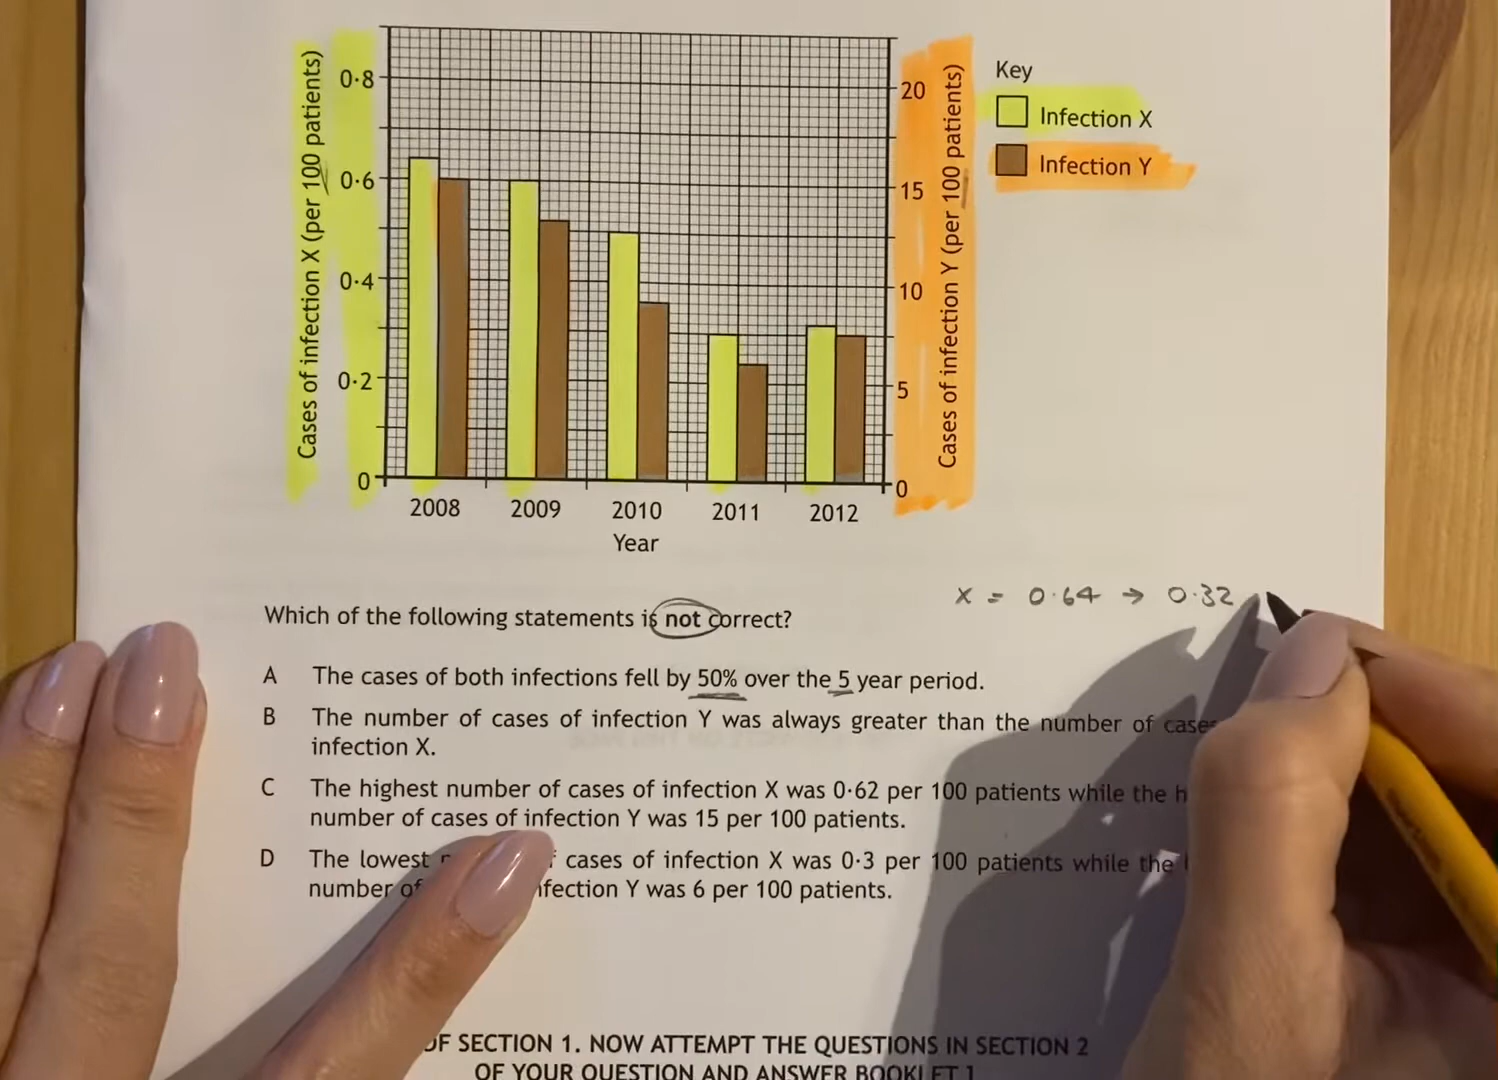 Cases of infection X (per 100 patients)
0·8
0·6
0·4
0·2
0
20
15
10
5
0
Cases of infection Y (per 100 patients)
Key
Infection X
Infection Y
2008 2009 2010 2011 2012
Year
x = 0.64 → 0.32
Which of the following statements is not correct?
A The cases of both infections fell by 50% over the 5 year period.
B The number of cases of infection Y was always greater than the number of cases
infection X.
C The highest number of cases of infection X was 0·62 per 100 patients while the
number of cases of infection Y was 15 per 100 patients.
D The lowest cases of infection X was 0·3 per 100 patients while the
number of infection Y was 6 per 100 patients.
OF SECTION 1. NOW ATTEMPT THE QUESTIONS IN SECTION 2
OF YOUR QUESTION AND ANSWER BOOKLET 1